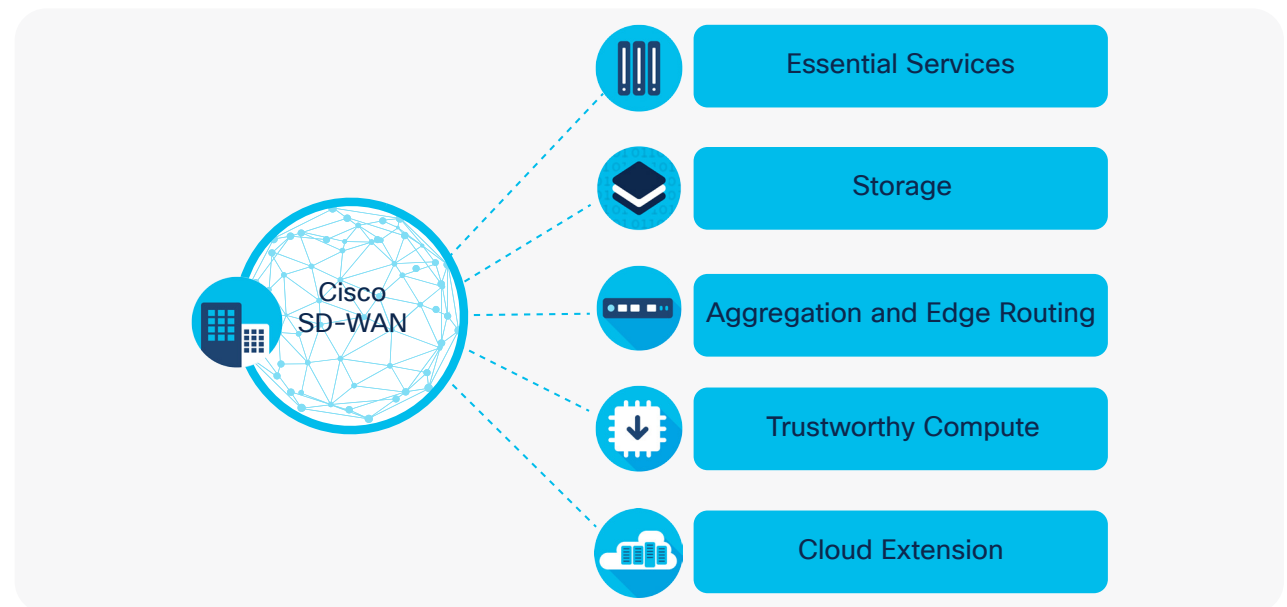 Essential Services
Storage
Cisco
SD-WAN
Aggregation and Edge Routing
Trustworthy Compute
Cloud Extension